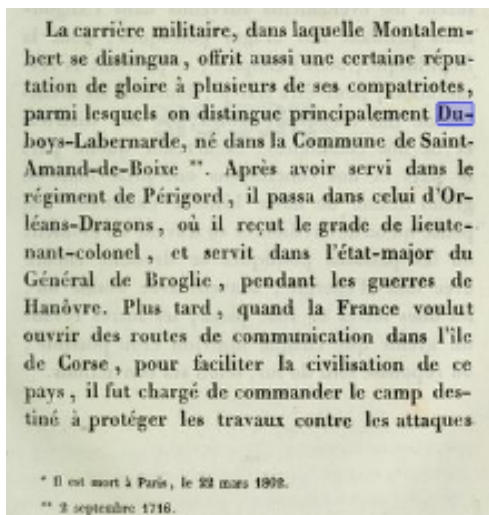 La carrière militaire, dans laquelle Montalem-
bert se distingua, offrit aussi une certaine répu-
tation de gloire à plusieurs de ses compatriotes,
parmi lesquels on distingue principalement Du-
boys-Labernarde, né dans la Commune de Saint-
Amand-de-Boixe **. Après avoir servi dans le
régiment de Périgord, il passa dans celui d'Or-
léans-Dragons, où il reçut le grade de lieute-
nant-colonel, et servit dans l'état-major du
Général de Broglie, pendant les guerres de
Hanôvre. Plus tard, quand la France voulut
ouvrir des routes de communication dans l'île
de Corse, pour faciliter la civilisation de ce
pays, il fut chargé de commander le camp des-
tiné à protéger les travaux contre les attaques
* Il est mort à Paris, le 22 mars 1802.
** 2 septembre 1716.